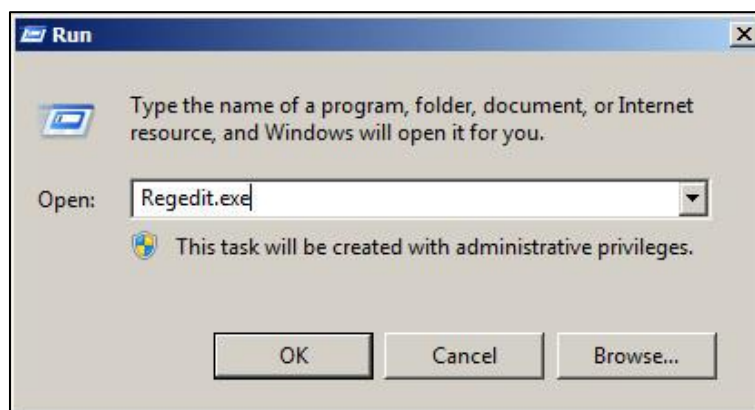 Run
Type the name of a program, folder, document, or Internet
resource, and Windows will open it for you.
Open: Regedit.exe
This task will be created with administrative privileges.
OK Cancel Browse...